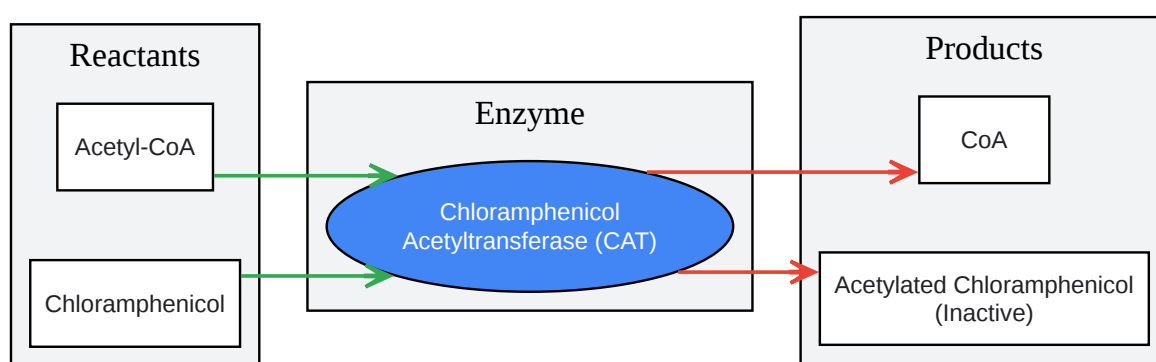 Reactants
Acetyl-CoA
Chloramphenicol
Enzyme
Chloramphenicol
Acetyltransferase (CAT)
Products
CoA
Acetylated Chloramphenicol
(Inactive)